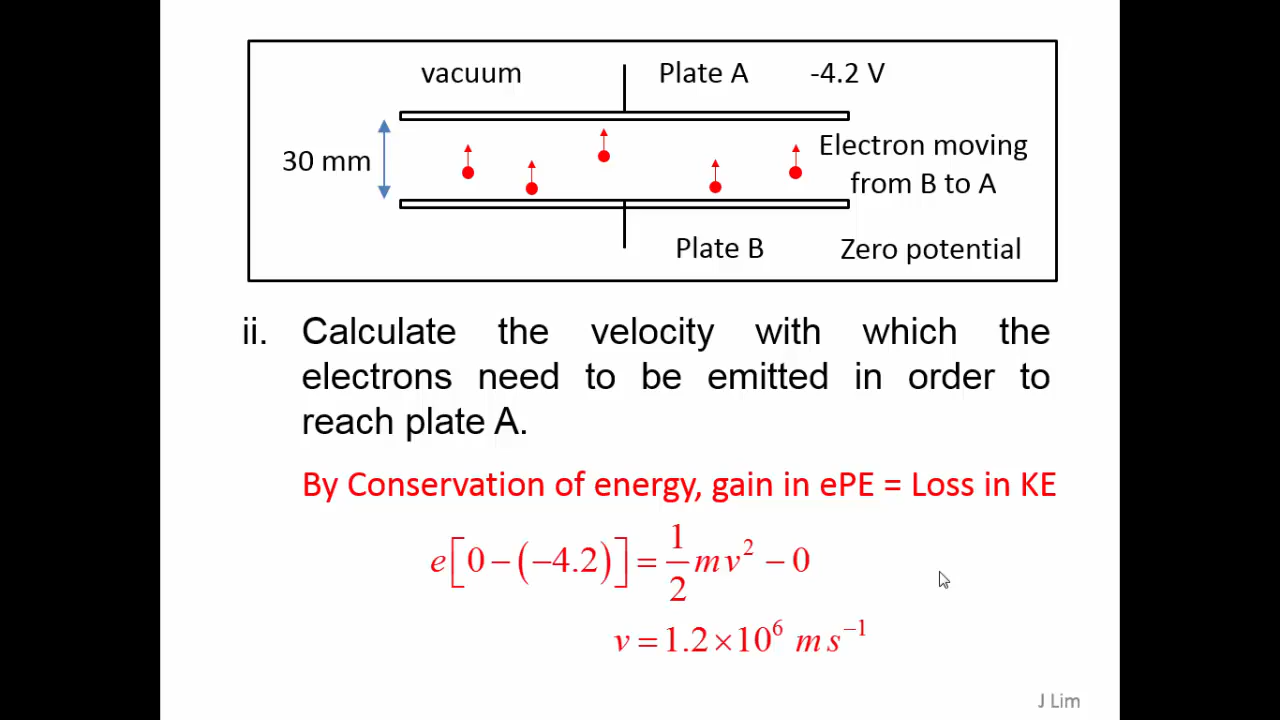 vacuum Plate A -4.2 V
30 mm
Electron moving
from B to A
Plate B Zero potential
ii. Calculate the velocity with which the
electrons need to be emitted in order to
reach plate A.
By Conservation of energy, gain in ePE = Loss in KE
e[0−(−4.2)] = 1/2 mv² − 0
v = 1.2×10⁶ m s⁻¹
J Lim